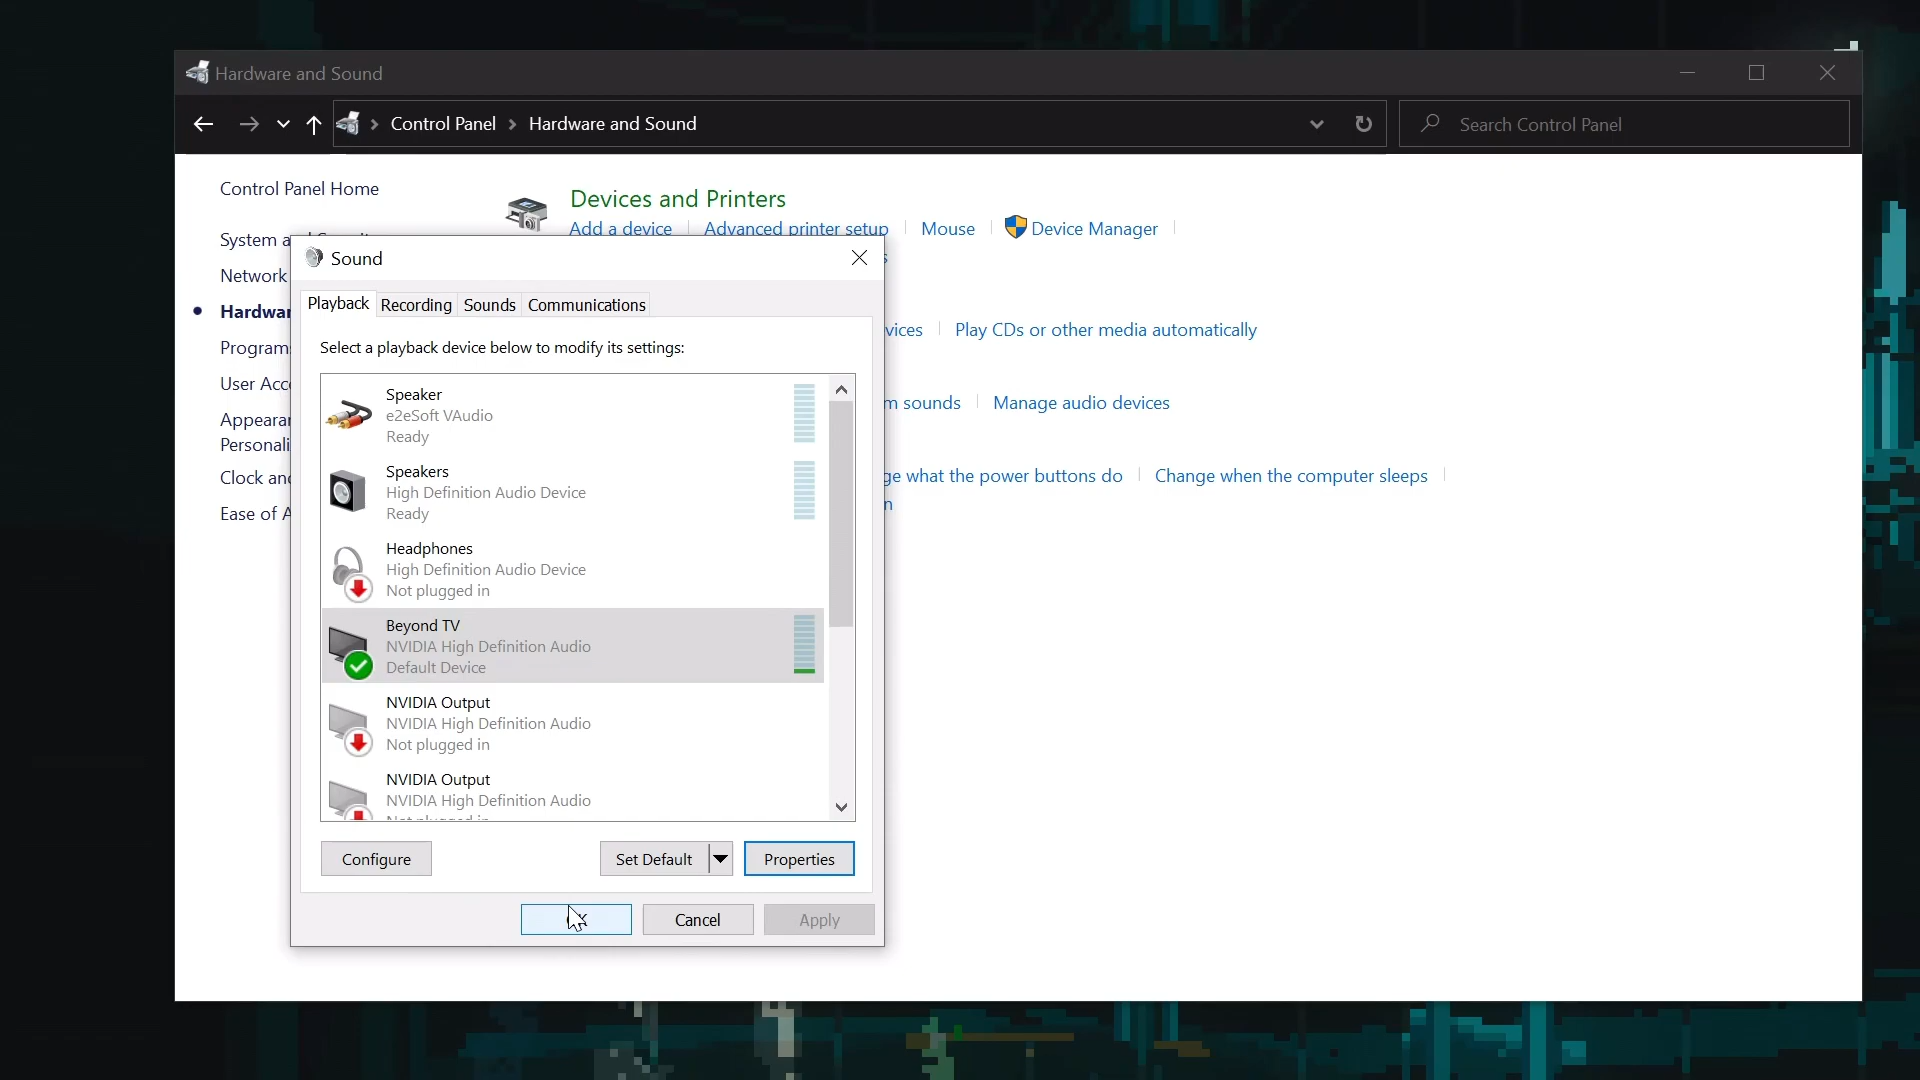 Hardware and Sound
Control Panel
Hardware and Sound
Search Control Panel
Control Panel Home
System
Network
Hardwar
Program
User Acc
Appearan
Personali
Clock an
Ease of A
Devices and Printers
Add a device
Advanced printer setup
Mouse
Device Manager
s
vices
Play CDs or other media automatically
m sounds
Manage audio devices
ge what the power buttons do
Change when the computer sleeps
n
Sound
Playback
Recording
Sounds
Communications
Select a playback device below to modify its settings:
Speaker
e2eSoft VAudio
Ready
Speakers
High Definition Audio Device
Ready
Headphones
High Definition Audio Device
Not plugged in
Beyond TV
NVIDIA High Definition Audio
Default Device
NVIDIA Output
NVIDIA High Definition Audio
Not plugged in
NVIDIA Output
NVIDIA High Definition Audio
Configure
Set Default
Properties
Cancel
Apply